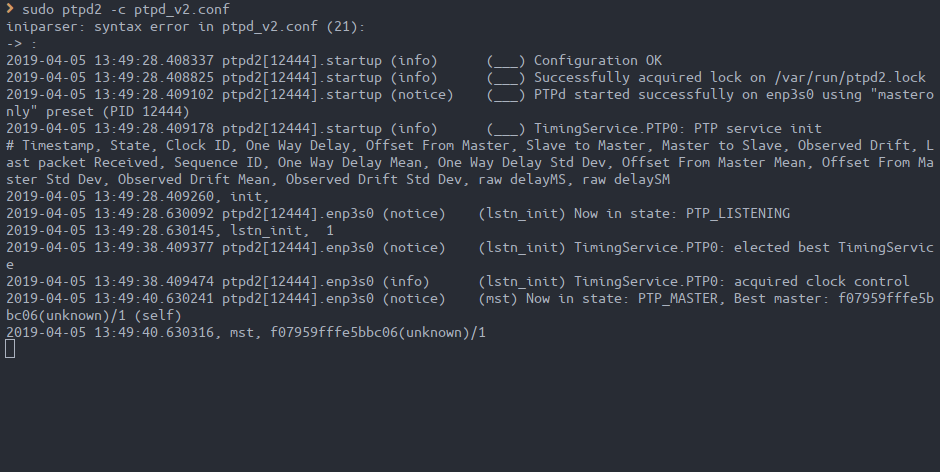 ❯ sudo ptpd2 -c ptpd_v2.conf
iniparser: syntax error in ptpd_v2.conf (21):
-> :
2019-04-05 13:49:28.408337 ptpd2[12444].startup (info)      (___) Configuration OK
2019-04-05 13:49:28.408825 ptpd2[12444].startup (info)      (___) Successfully acquired lock on /var/run/ptpd2.lock
2019-04-05 13:49:28.409102 ptpd2[12444].startup (notice)    (___) PTPd started successfully on enp3s0 using "mastero
nly" preset (PID 12444)
2019-04-05 13:49:28.409178 ptpd2[12444].startup (info)      (___) TimingService.PTP0: PTP service init
# Timestamp, State, Clock ID, One Way Delay, Offset From Master, Slave to Master, Master to Slave, Observed Drift, L
ast packet Received, Sequence ID, One Way Delay Mean, One Way Delay Std Dev, Offset From Master Mean, Offset From Ma
ster Std Dev, Observed Drift Mean, Observed Drift Std Dev, raw delayMS, raw delaySM
2019-04-05 13:49:28.409260, init,
2019-04-05 13:49:28.630092 ptpd2[12444].enp3s0 (notice)    (lstn_init) Now in state: PTP_LISTENING
2019-04-05 13:49:28.630145, lstn_init,  1
2019-04-05 13:49:38.409377 ptpd2[12444].enp3s0 (notice)    (lstn_init) TimingService.PTP0: elected best TimingServic
e
2019-04-05 13:49:38.409474 ptpd2[12444].enp3s0 (info)      (lstn_init) TimingService.PTP0: acquired clock control
2019-04-05 13:49:40.630241 ptpd2[12444].enp3s0 (notice)    (mst) Now in state: PTP_MASTER, Best master: f07959fffe5b
bc06(unknown)/1 (self)
2019-04-05 13:49:40.630316, mst, f07959fffe5bbc06(unknown)/1